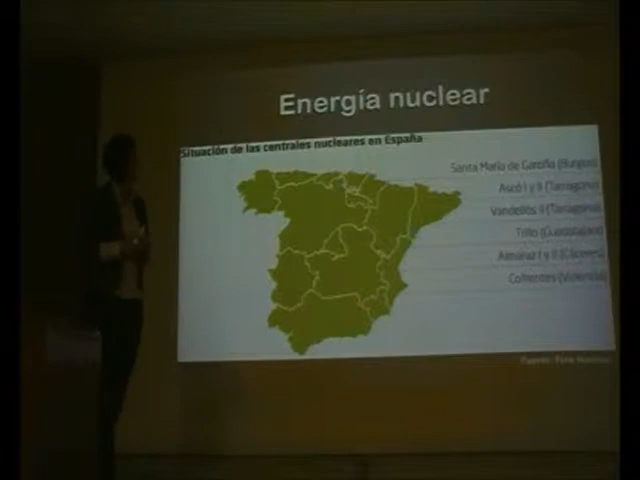 Energía nuclear
Situación de las centrales nucleares en España
Santa María de Garoña (Burgos)
Ascó I y II (Tarragona)
Vandellós II (Tarragona)
Trillo (Guadalajara)
Almaraz I y II (Cáceres)
Cofrentes (Valencia)